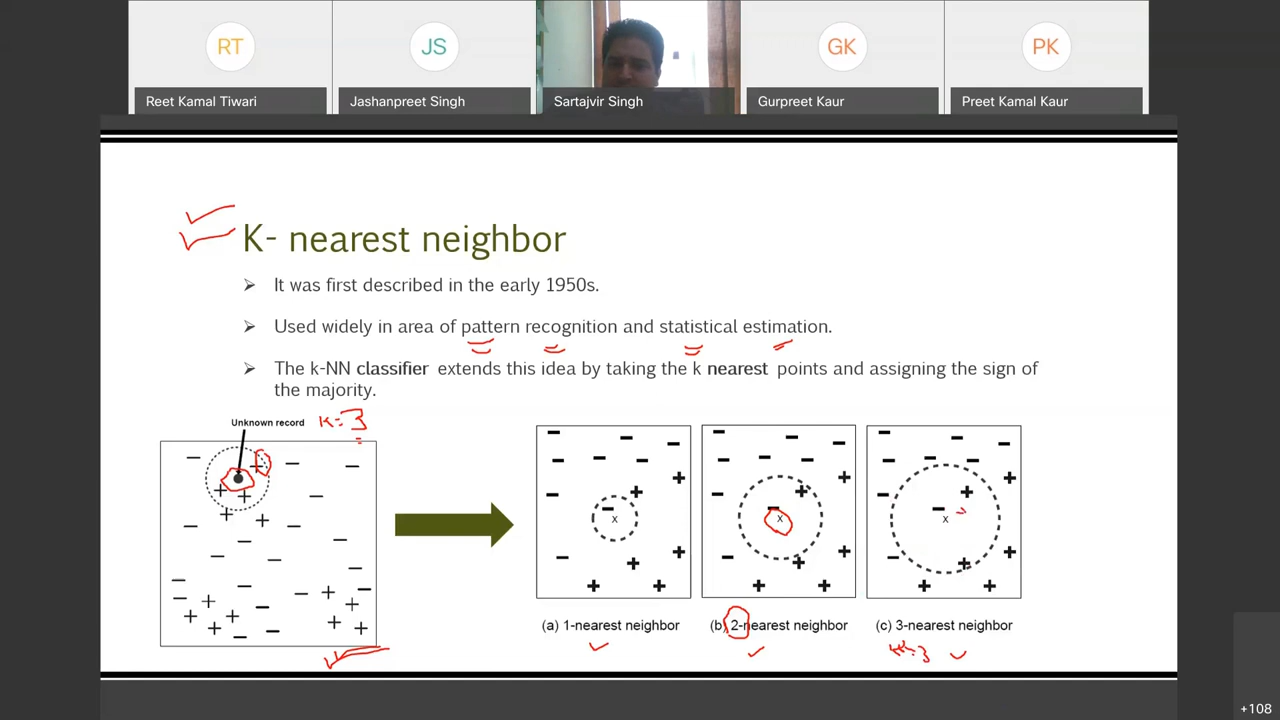 RT
JS
GK
PK
Reet Kamal Tiwari
Jashanpreet Singh
Sartajvir Singh
Gurpreet Kaur
Preet Kamal Kaur
K- nearest neighbor
It was first described in the early 1950s.
Used widely in area of pattern recognition and statistical estimation.
The k-NN classifier extends this idea by taking the k nearest points and assigning the sign of
the majority.
Unknown record
K=3
X
X
X
(a) 1-nearest neighbor
(b) 2-nearest neighbor
(c) 3-nearest neighbor
+108